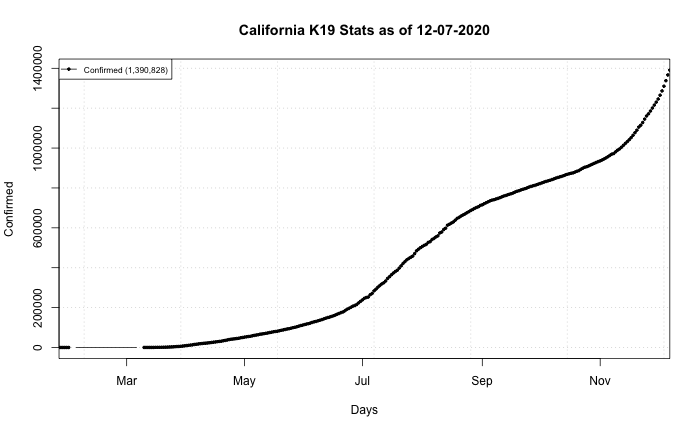 California K19 Stats as of 12-07-2020
Confirmed (1,390,828)
Confirmed
1400000
1000000
600000
200000
0
Mar May Jul Sep Nov
Days